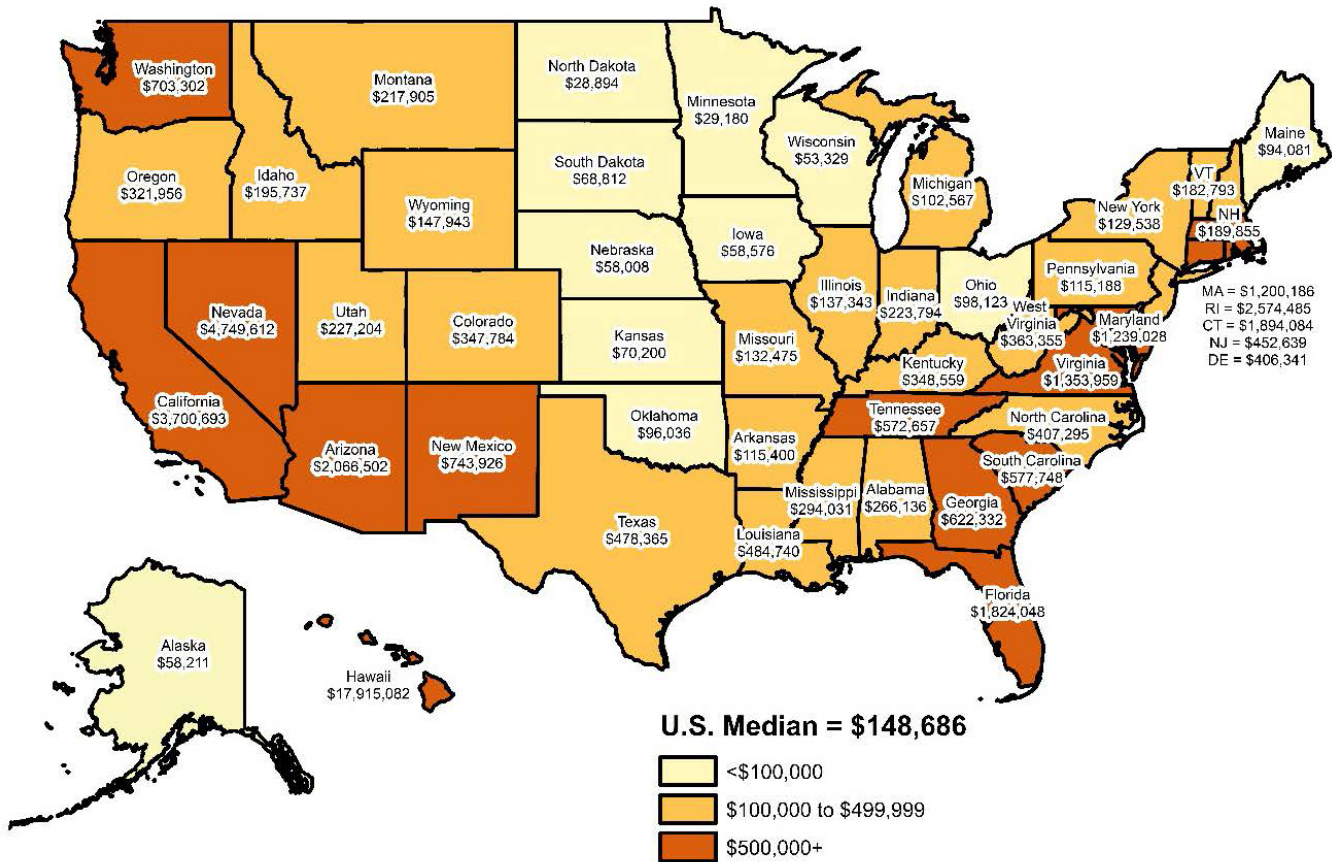 Washington
$703,302
Montana
$217,905
North Dakota
$28,894
Minnesota
$29,180
Wisconsin
$53,329
Maine
$94,081
Oregon
$321,956
Idaho
$195,737
Wyoming
$147,943
South Dakota
$68,812
Michigan
$102,567
VT
$182,793
New York
$129,538
NH
$189,855
Nebraska
$58,008
Iowa
$58,576
Pennsylvania
$115,188
Nevada
$4,749,612
Utah
$227,204
Colorado
$347,784
Kansas
$70,200
Missouri
$132,475
Illinois
$137,343
Indiana
$223,794
Ohio
$98,123
West
Virginia
$363,355
Maryland
$1,239,028
MA = $1,200,186
RI = $2,574,485
CT = $1,894,084
NJ = $452,639
DE = $406,341
Kentucky
$348,559
Virginia
$1,353,959
California
$3,700,693
Arizona
$2,066,502
New Mexico
$743,926
Oklahoma
$96,036
Arkansas
$115,400
Tennessee
$572,657
North Carolina
$407,295
South Carolina
$577,748
Texas
$478,365
Louisiana
$484,740
Mississippi
$294,031
Alabama
$266,136
Georgia
$622,332
Florida
$1,824,048
Alaska
$58,211
Hawaii
$17,915,082
U.S. Median = $148,686
<$100,000
$100,000 to $499,999
$500,000+